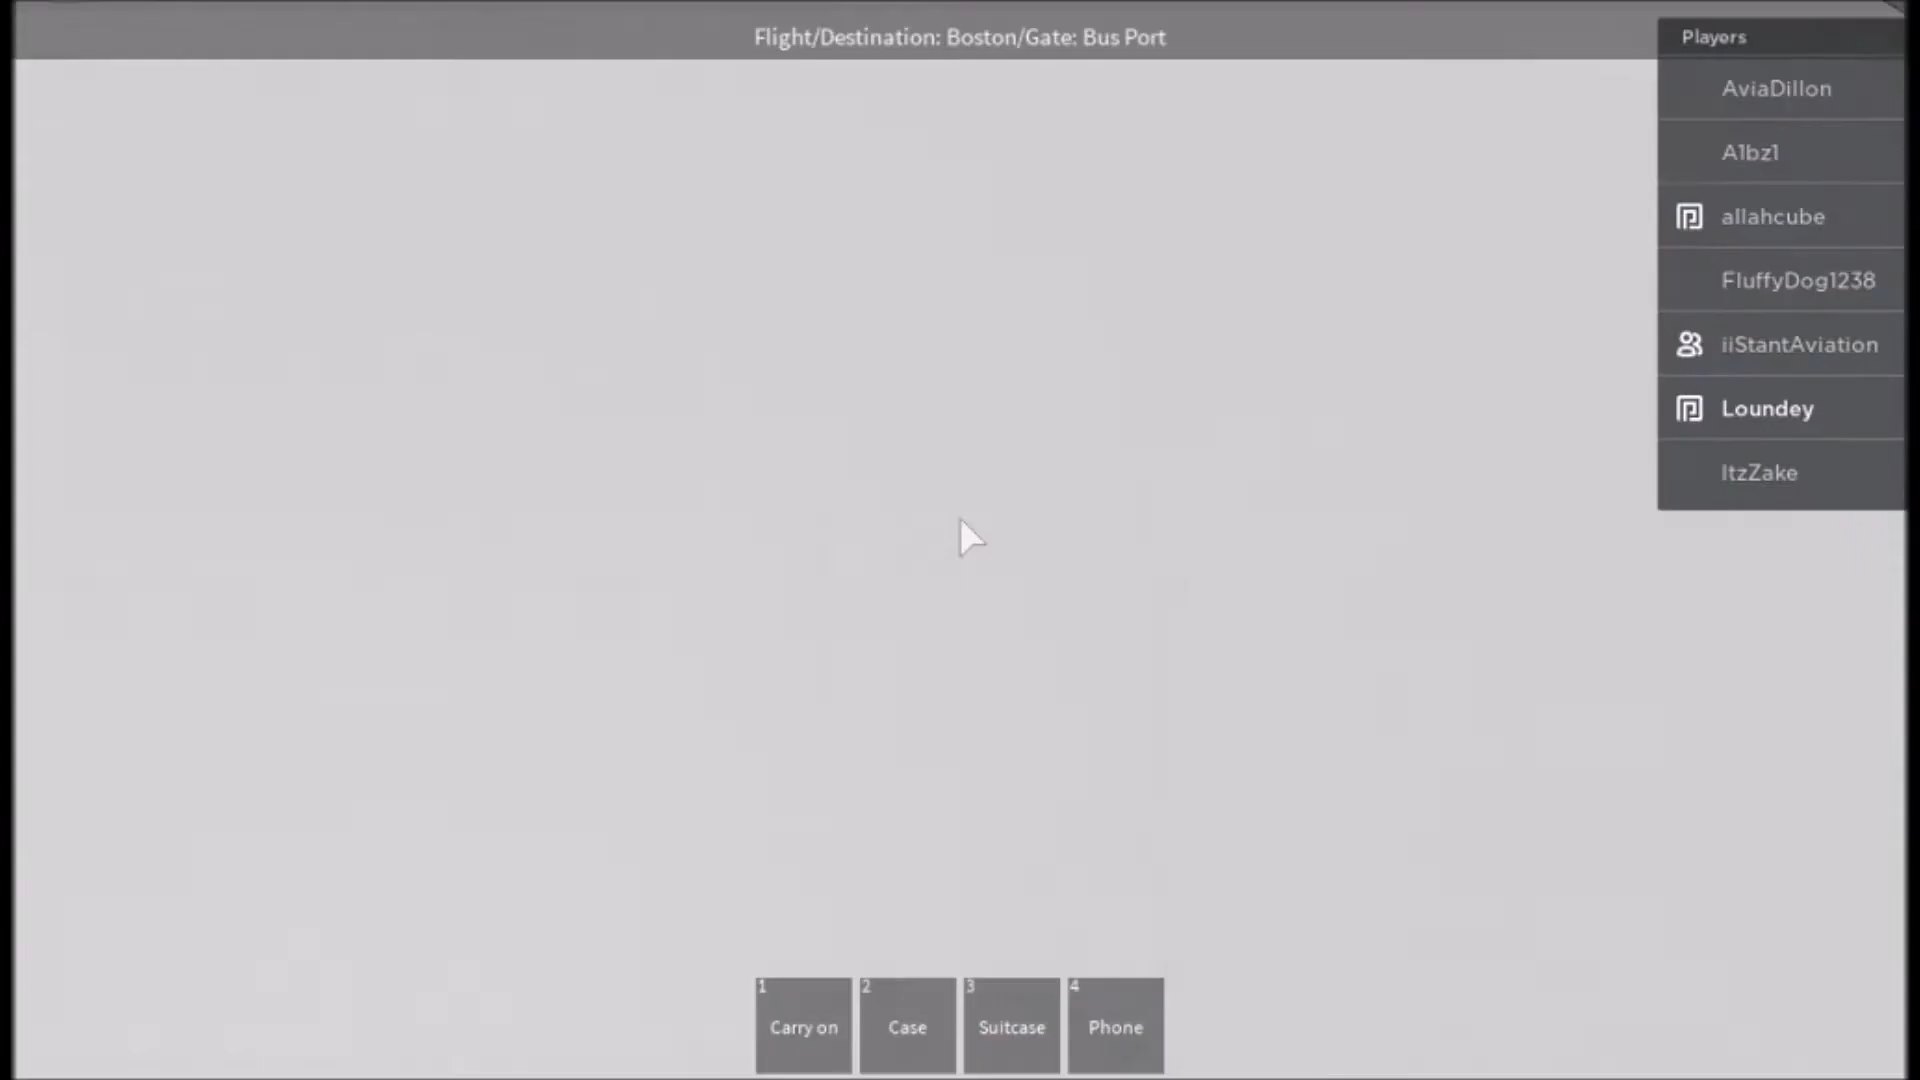 Flight/Destination: Boston/Gate: Bus Port
Players
AviaDillon
A1bz1
allahcube
FluffyDog1238
iiStantAviation
Loundey
ItzZake
1
Carry on
2
Case
3
Suitcase
4
Phone